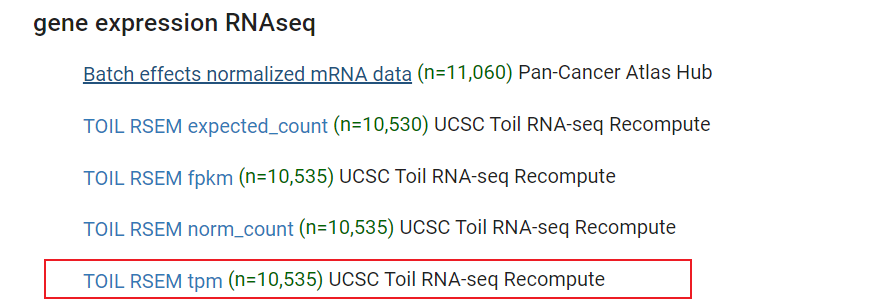 gene expression RNAseq
Batch effects normalized mRNA data (n=11,060) Pan-Cancer Atlas Hub
TOIL RSEM expected_count (n=10,530) UCSC Toil RNA-seq Recompute
TOIL RSEM fpkm (n=10,535) UCSC Toil RNA-seq Recompute
TOIL RSEM norm_count (n=10,535) UCSC Toil RNA-seq Recompute
TOIL RSEM tpm (n=10,535) UCSC Toil RNA-seq Recompute